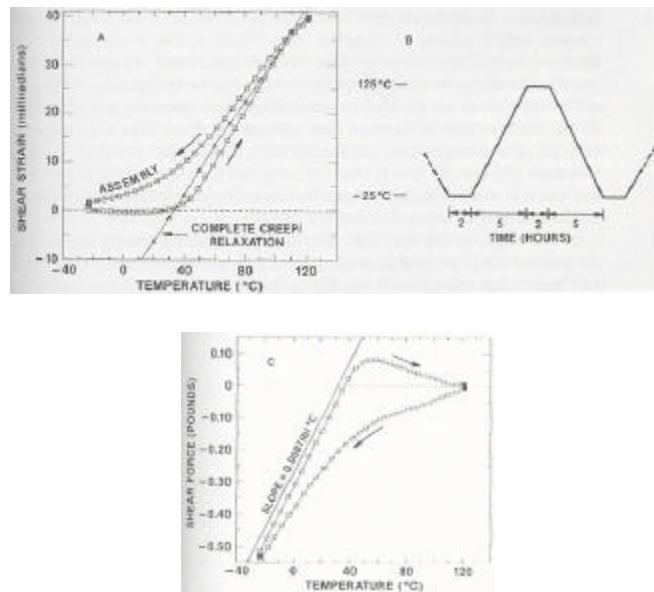 40
30
20
10
0
-10
SHEAR STRAIN (milliradians)
A
ASSEMBLY
COMPLETE CREEP/
RELAXATION
-40 0 40 80 120
TEMPERATURE (°C)
B
125°C
-25°C
2 5 2 5
TIME (HOURS)
0.10
0
-0.10
-0.20
-0.30
-0.40
-0.50
SHEAR FORCE (POUNDS)
C
-40 -0 40 80 120
TEMPERATURE (°C)